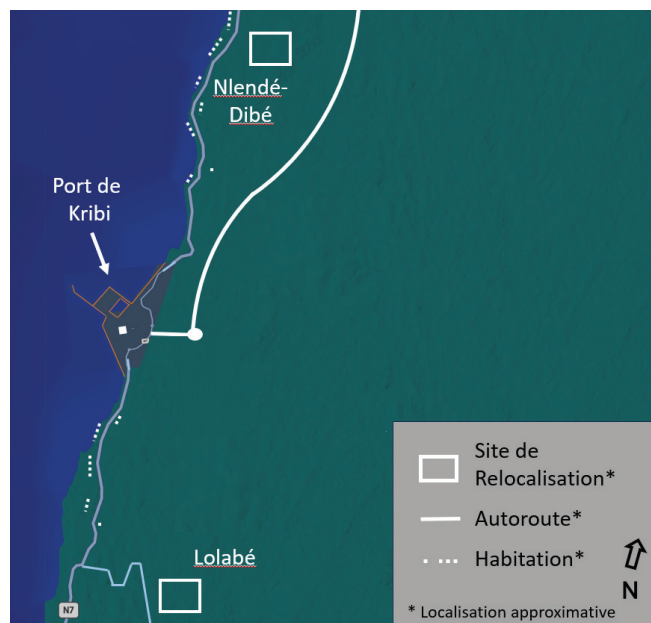 Nlendé-
Dibé
Port de
Kribi
Lolabé
N7
Site de
Relocalisation*
Autoroute*
Habitation*
N
* Localisation approximative